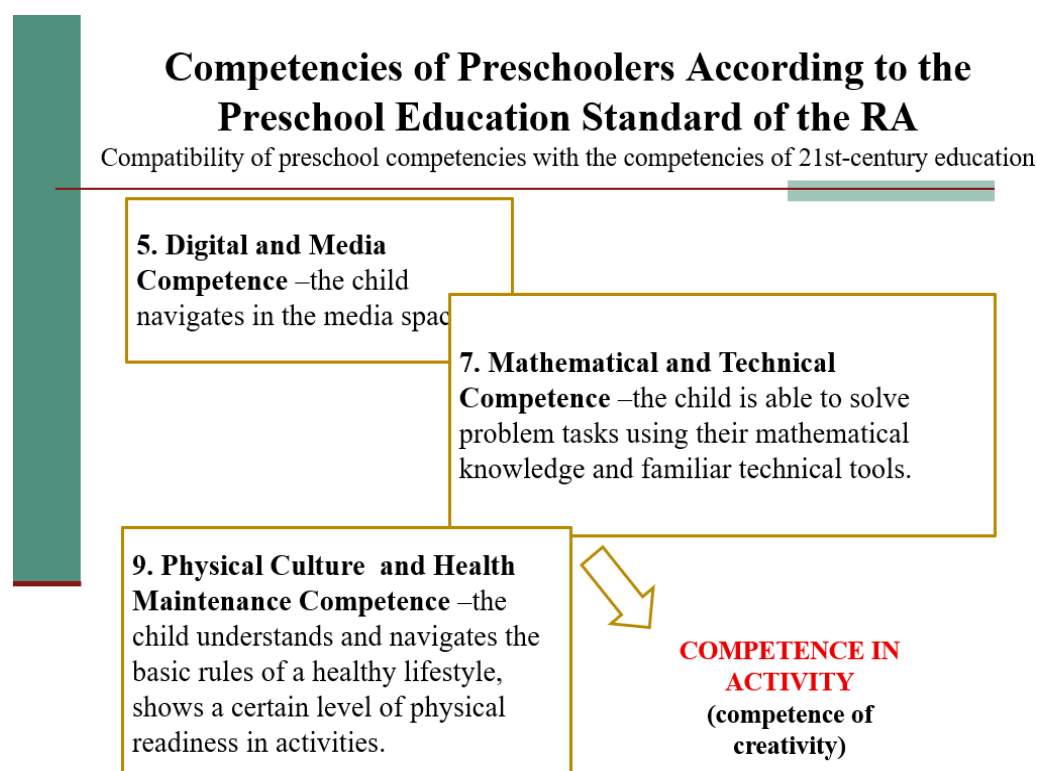 Competencies of Preschoolers According to the
Preschool Education Standard of the RA
Compatibility of preschool competencies with the competencies of 21st-century education
5. Digital and Media
Competence –the child
navigates in the media spac
7. Mathematical and Technical
Competence –the child is able to solve
problem tasks using their mathematical
knowledge and familiar technical tools.
9. Physical Culture and Health
Maintenance Competence –the
child understands and navigates the
basic rules of a healthy lifestyle,
shows a certain level of physical
readiness in activities.
COMPETENCE IN
ACTIVITY
(competence of
creativity)